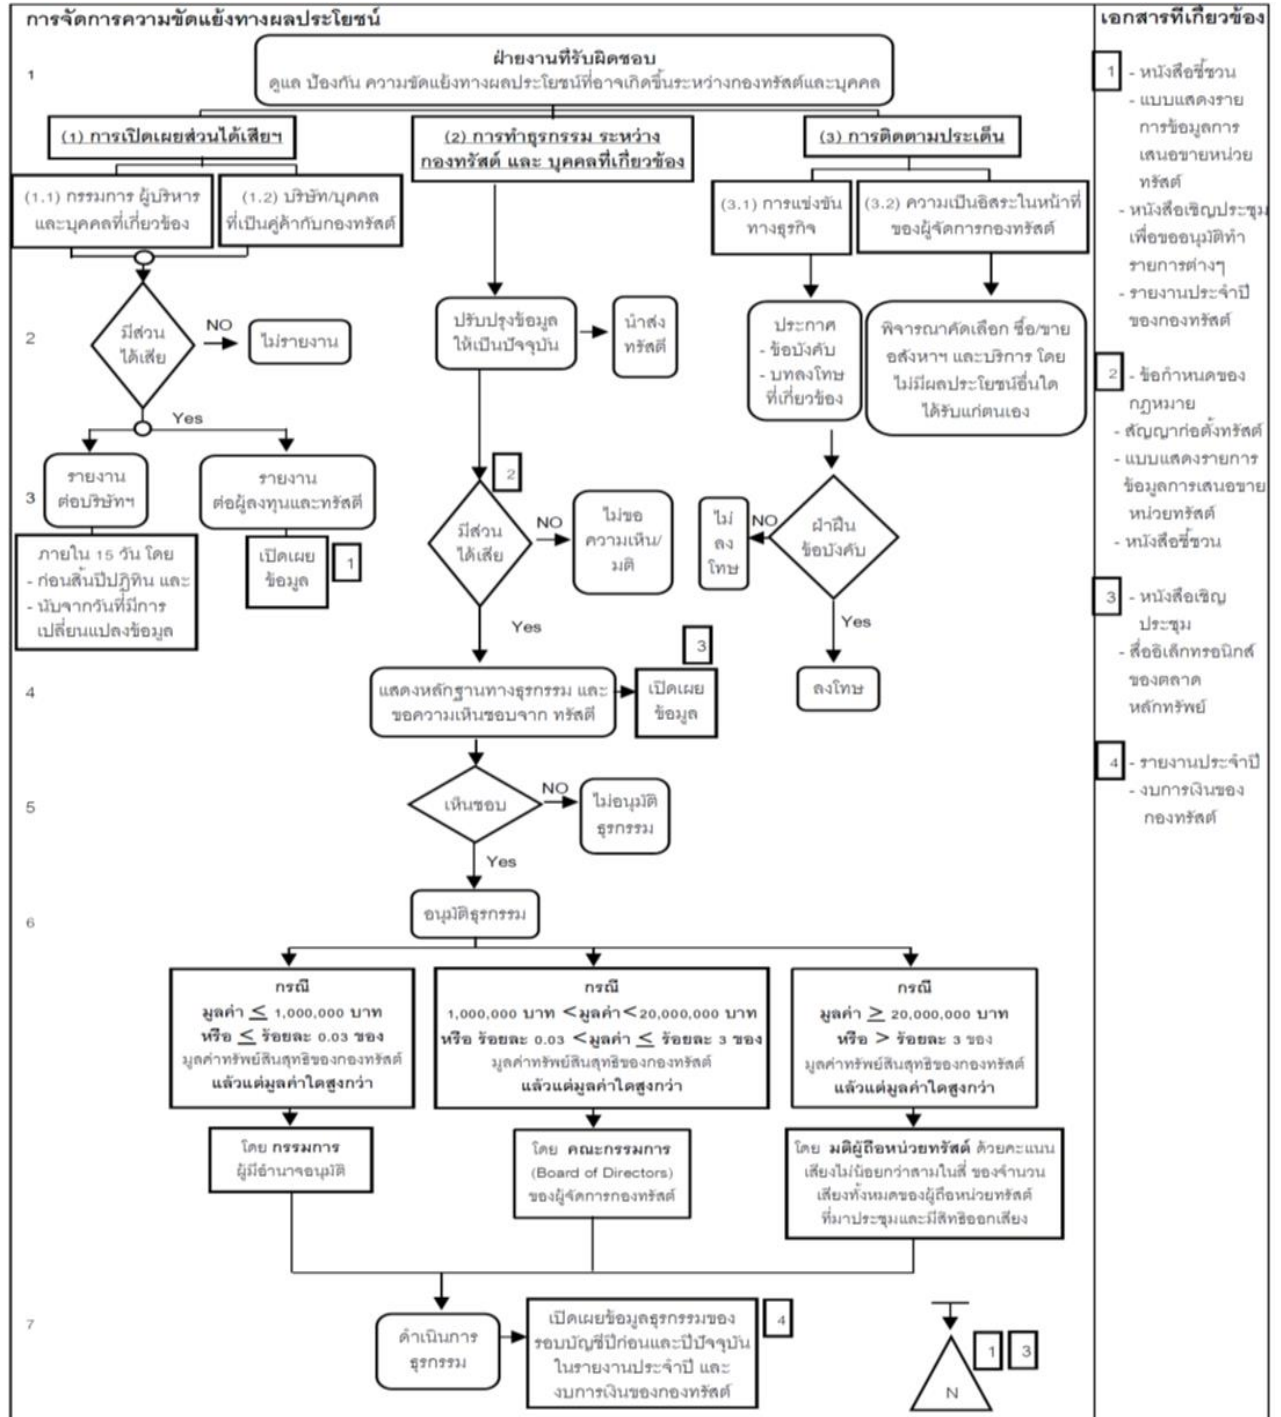 การจัดการความขัดแย้งทางผลประโยชน์
เอกสารที่เกี่ยวข้อง
1
ฝ่ายงานที่รับผิดชอบ
ดูแล ป้องกัน ความขัดแย้งทางผลประโยชน์ที่อาจเกิดขึ้นระหว่างกองทรัสต์และบุคคล
(1) การเปิดเผยส่วนได้เสียฯ
(2) การทำธุรกรรม ระหว่าง
กองทรัสต์ และ บุคคลที่เกี่ยวข้อง
(3) การติดตามประเด็น
(1.1) กรรมการ ผู้บริหาร
และบุคคลที่เกี่ยวข้อง
(1.2) บริษัท/บุคคล
ที่เป็นคู่ค้ากับกองทรัสต์
(3.1) การแข่งขัน
ทางธุรกิจ
(3.2) ความเป็นอิสระในหน้าที่
ของผู้จัดการกองทรัสต์
2
มีส่วน
ได้เสีย
NO
ไม่รายงาน
Yes
ปรับปรุงข้อมูล
ให้เป็นปัจจุบัน
นำส่ง
ทรัสตี
ประกาศ
- ข้อบังคับ
- บทลงโทษ
ที่เกี่ยวข้อง
พิจารณาคัดเลือก ซื้อ/ขาย
อสังหาฯ และบริการ โดย
ไม่มีผลประโยชน์อื่นใด
ได้รับแก่ตนเอง
3
รายงาน
ต่อบริษัทฯ
รายงาน
ต่อผู้ลงทุนและทรัสตี
ภายใน 15 วัน โดย
- ก่อนสิ้นปีปฏิทิน และ
- นับจากวันที่มีการ
เปลี่ยนแปลงข้อมูล
เปิดเผย
ข้อมูล
1
2
มีส่วน
ได้เสีย
NO
ไม่ขอ
ความเห็น/
มติ
Yes
ไม่
ลง
โทษ
NO
ฝ่าฝืน
ข้อบังคับ
Yes
4
แสดงหลักฐานทางธุรกรรม และ
ขอความเห็นชอบจาก ทรัสตี
3
เปิดเผย
ข้อมูล
ลงโทษ
5
เห็นชอบ
NO
ไม่อนุมัติ
ธุรกรรม
Yes
6
อนุมัติธุรกรรม
กรณี
มูลค่า ≤ 1,000,000 บาท
หรือ ≤ ร้อยละ 0.03 ของ
มูลค่าทรัพย์สินสุทธิของกองทรัสต์
แล้วแต่มูลค่าใดสูงกว่า
กรณี
1,000,000 บาท <มูลค่า<20,000,000 บาท
หรือ ร้อยละ 0.03 <มูลค่า ≤ ร้อยละ 3 ของ
มูลค่าทรัพย์สินสุทธิของกองทรัสต์
แล้วแต่มูลค่าใดสูงกว่า
กรณี
มูลค่า ≥ 20,000,000 บาท
หรือ > ร้อยละ 3 ของ
มูลค่าทรัพย์สินสุทธิของกองทรัสต์
แล้วแต่มูลค่าใดสูงกว่า
โดย กรรมการ
ผู้มีอำนาจอนุมัติ
โดย คณะกรรมการ
(Board of Directors)
ของผู้จัดการกองทรัสต์
โดย มติผู้ถือหน่วยทรัสต์ ด้วยคะแนน
เสียงไม่น้อยกว่าสามในสี่ ของจำนวน
เสียงทั้งหมดของผู้ถือหน่วยทรัสต์
ที่มาประชุมและมีสิทธิออกเสียง
7
ดำเนินการ
ธุรกรรม
เปิดเผยข้อมูลธุรกรรมของ
รอบบัญชีปีก่อนและปีปัจจุบัน
ในรายงานประจำปี และ
งบการเงินของกองทรัสต์
4
N
1
3
1 - หนังสือชี้ชวน
- แบบแสดงราย
การข้อมูลการ
เสนอขายหน่วย
ทรัสต์
- หนังสือเชิญประชุม
เพื่อขออนุมัติทำ
รายการต่างๆ
- รายงานประจำปี
ของกองทรัสต์
2 - ข้อกำหนดของ
กฎหมาย
- สัญญาก่อตั้งทรัสต์
- แบบแสดงรายการ
ข้อมูลการเสนอขาย
หน่วยทรัสต์
- หนังสือชี้ชวน
3 - หนังสือเชิญ
ประชุม
- สื่ออิเล็กทรอนิกส์
ของตลาด
หลักทรัพย์
4 - รายงานประจำปี
- งบการเงินของ
กองทรัสต์